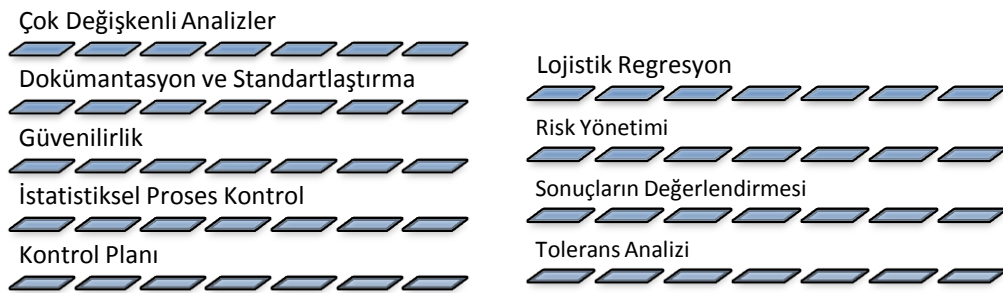 Çok Değişkenli Analizler
Dokümantasyon ve Standartlaştırma
Güvenilirlik
İstatistiksel Proses Kontrol
Kontrol Planı
Lojistik Regresyon
Risk Yönetimi
Sonuçların Değerlendirmesi
Tolerans Analizi